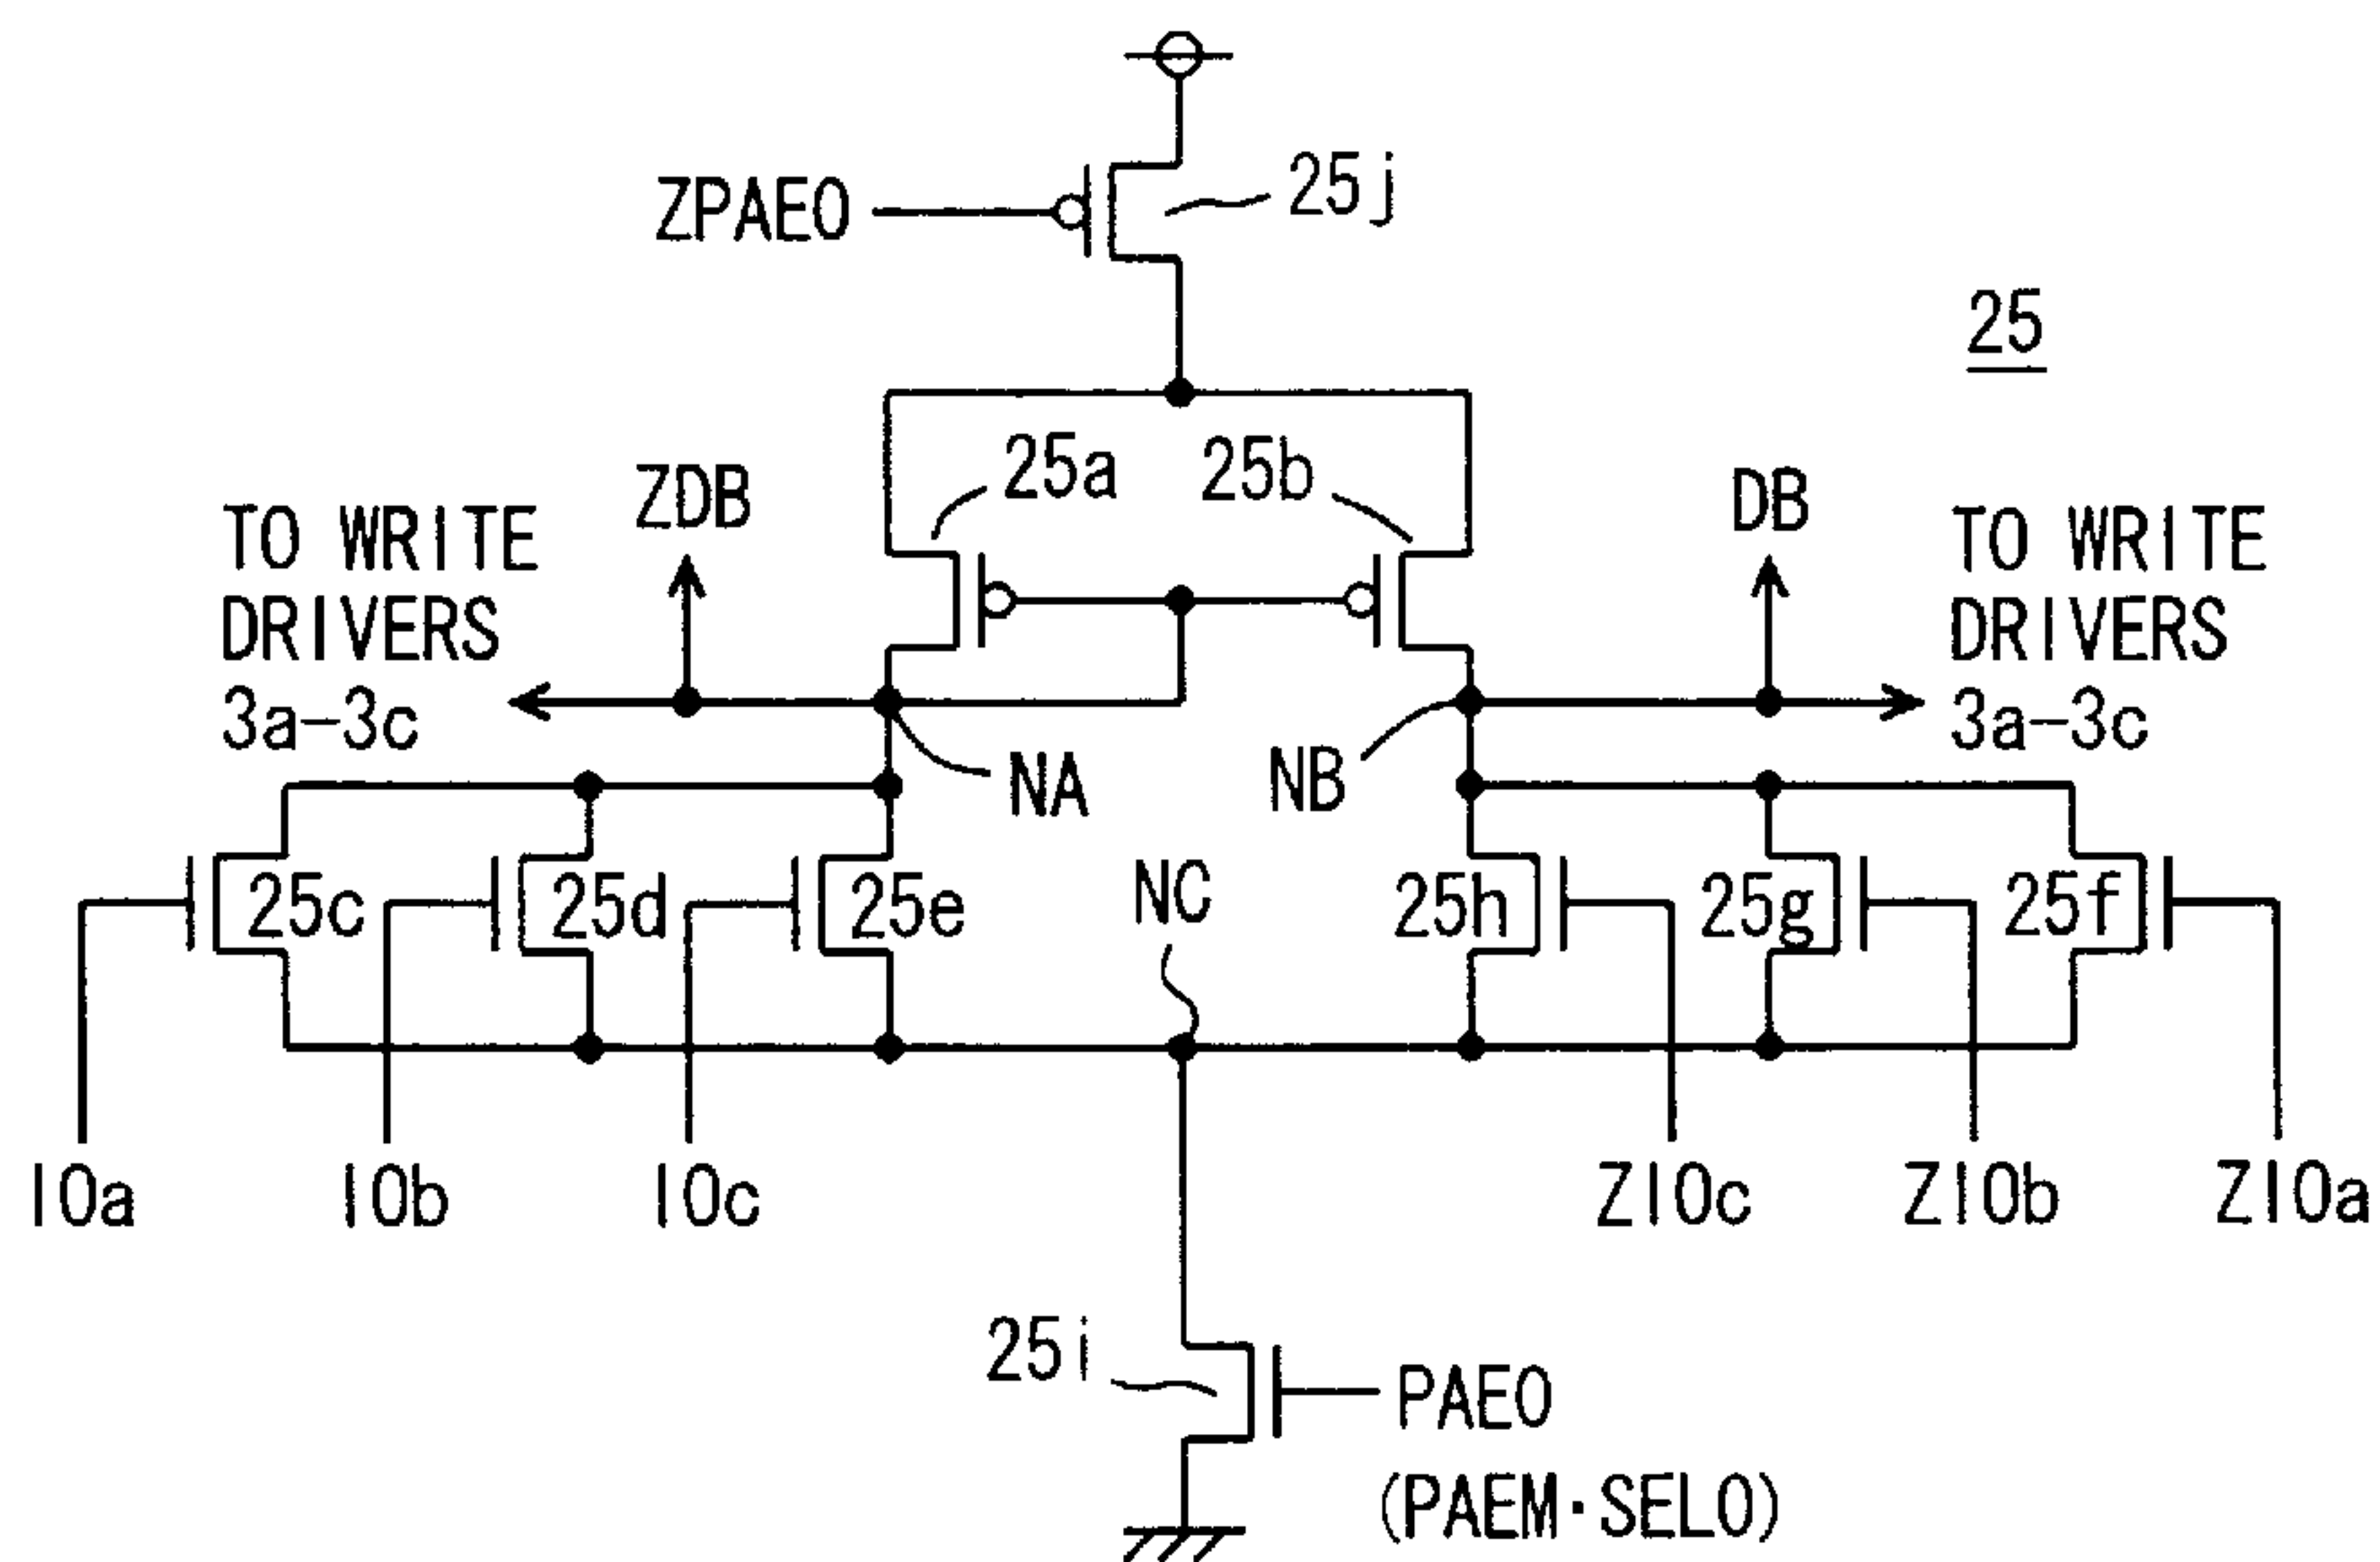 ZPAE0
25j
25
25a
25b
ZDB
DB
TO WRITE
DRIVERS
3a-3c
TO WRITE
DRIVERS
3a-3c
NA
NB
NC
25c
25d
25e
25h
25g
25f
IOa
IOb
IOc
ZIOc
ZIOb
ZIOa
25i
PAE0
(PAEM·SEL0)